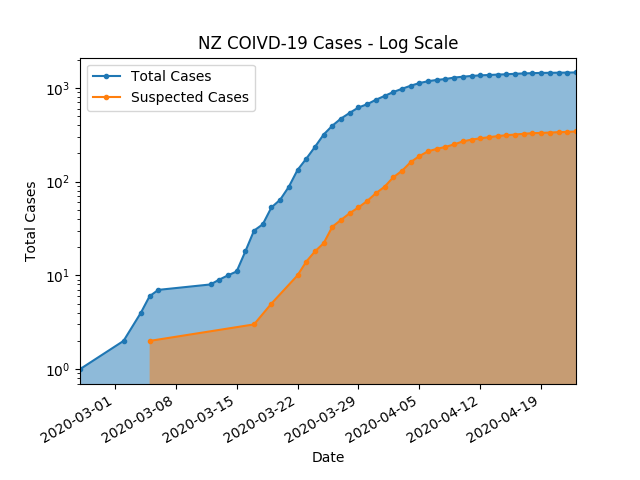 NZ COIVD-19 Cases - Log Scale
Total Cases
Suspected Cases
Total Cases
10³
10²
10¹
10⁰
2020-03-01
2020-03-08
2020-03-15
2020-03-22
2020-03-29
2020-04-05
2020-04-12
2020-04-19
Date